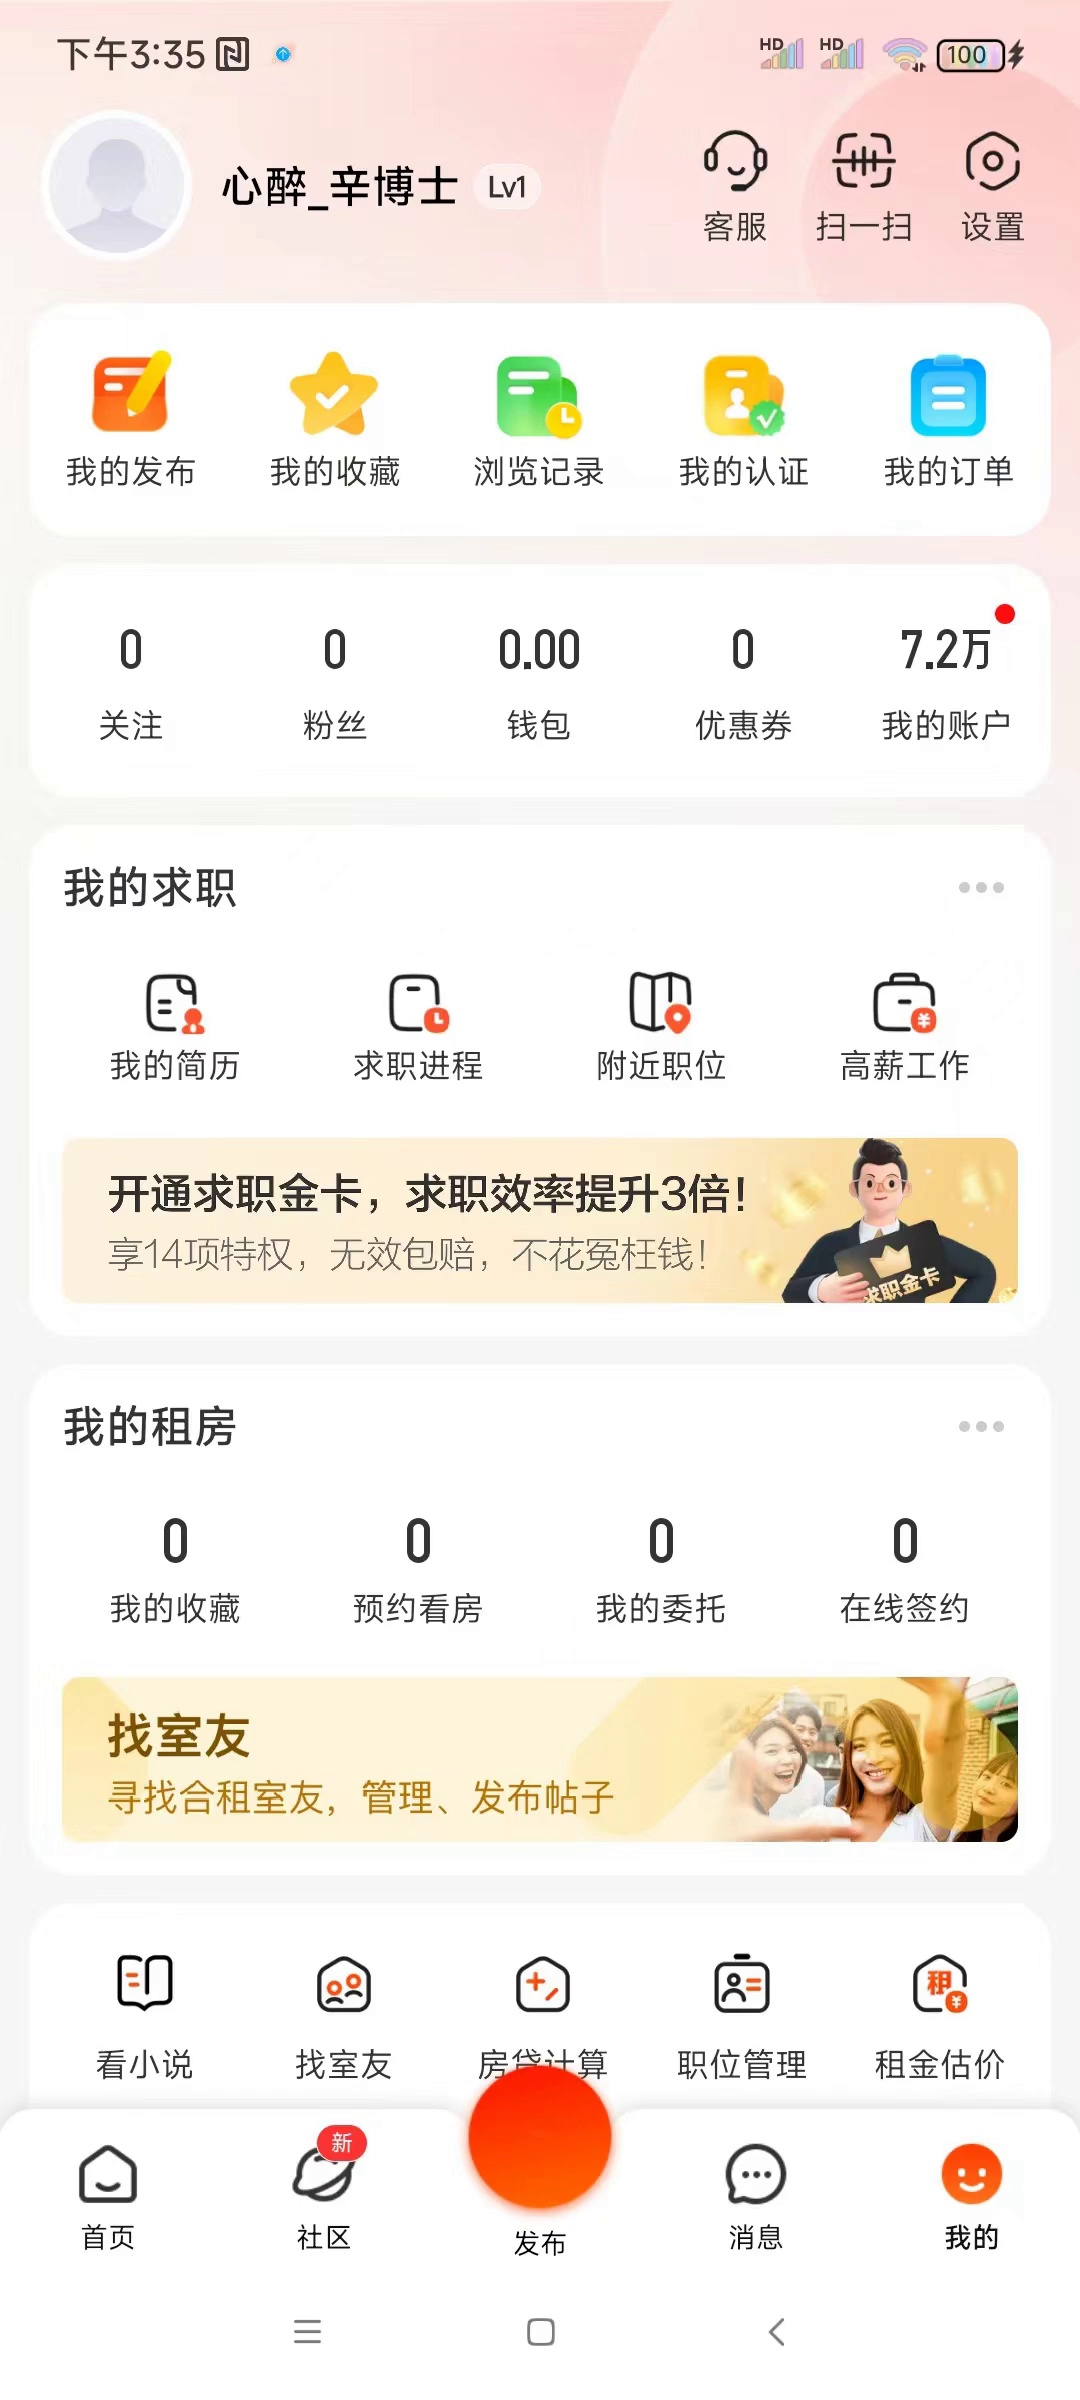 下午3:35
HD HD 100
心醉_辛博士 Lv1
客服 扫一扫 设置
我的发布 我的收藏 浏览记录 我的认证 我的订单
0 0 0.00 0 7.2万
关注 粉丝 钱包 优惠券 我的账户
我的求职
我的简历 求职进程 附近职位 高薪工作
开通求职金卡，求职效率提升3倍！
享14项特权，无效包赔，不花冤枉钱！
求职金卡
我的租房
0 0 0 0
我的收藏 预约看房 我的委托 在线签约
找室友
寻找合租室友，管理、发布帖子
租
看小说 找室友 房贷计算 职位管理 租金估价
新
首页 社区 发布 消息 我的